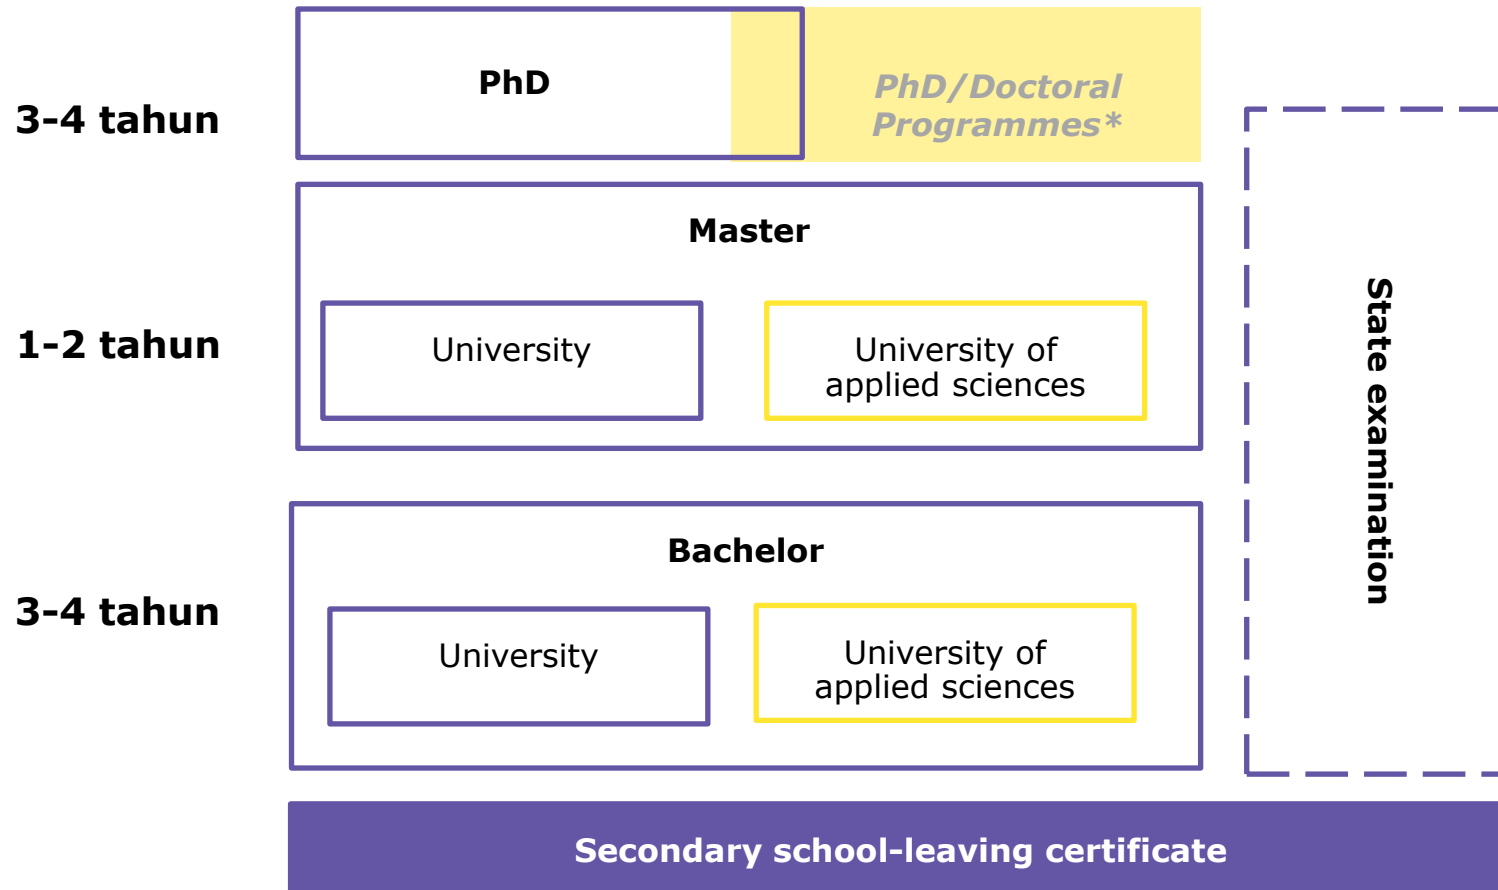 PhD
PhD/Doctoral
Programmes*
3-4 tahun
Master
1-2 tahun
University
University of
applied sciences
State examination
Bachelor
3-4 tahun
University
University of
applied sciences
Secondary school-leaving certificate